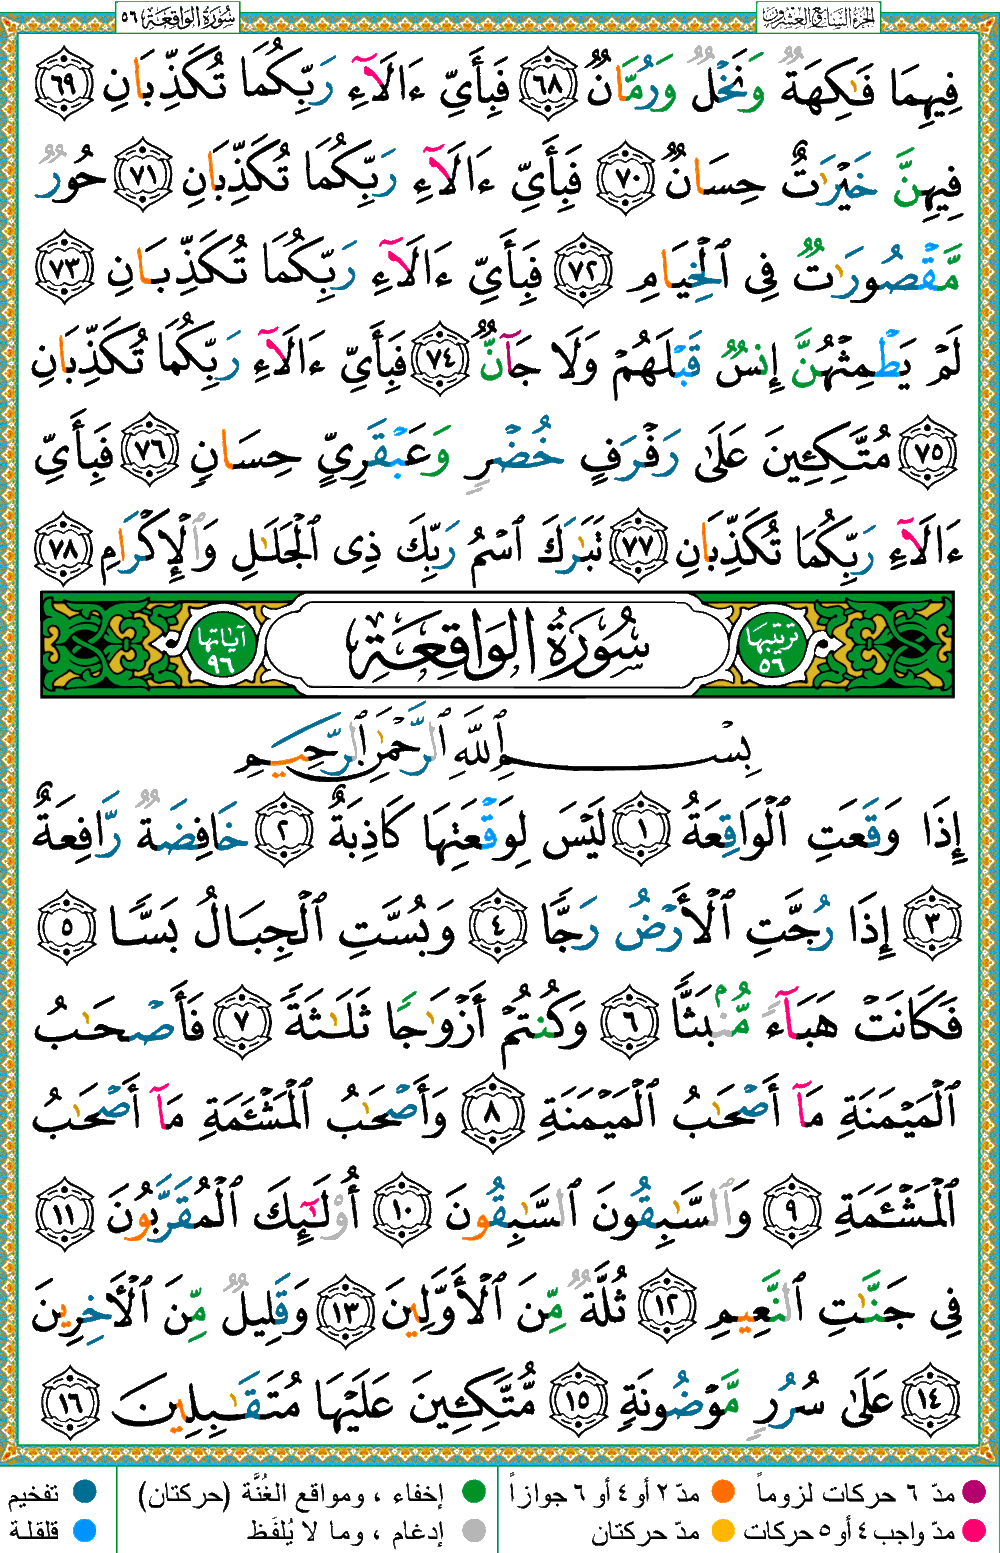 الجزء السابع والعشرون
سُورَةُ الوَاقِعَة ٥٦
فِيهِمَا فَٰكِهَةٌ وَنَخْلٌ وَرُمَّانٌ ٦٨ فَبِأَيِّ ءَالَآءِ رَبِّكُمَا تُكَذِّبَانِ ٦٩
فِيهِنَّ خَيْرَٰتٌ حِسَانٌ ٧٠ فَبِأَيِّ ءَالَآءِ رَبِّكُمَا تُكَذِّبَانِ ٧١ حُورٌ
مَّقْصُورَٰتٌ فِى ٱلْخِيَامِ ٧٢ فَبِأَيِّ ءَالَآءِ رَبِّكُمَا تُكَذِّبَانِ ٧٣
لَمْ يَطْمِثْهُنَّ إِنسٌ قَبْلَهُمْ وَلَا جَآنٌّ ٧٤ فَبِأَيِّ ءَالَآءِ رَبِّكُمَا تُكَذِّبَانِ
٧٥ مُتَّكِـِٔينَ عَلَىٰ رَفْرَفٍ خُضْرٍ وَعَبْقَرِيٍّ حِسَانٍ ٧٦ فَبِأَيِّ
ءَالَآءِ رَبِّكُمَا تُكَذِّبَانِ ٧٧ تَبَٰرَكَ ٱسْمُ رَبِّكَ ذِى ٱلْجَلَٰلِ وَٱلْإِكْرَامِ ٧٨
ترتيبها ٥٦ سُورَةُ الوَاقِعَةِ آياتها ٩٦
بِسْمِ ٱللَّهِ ٱلرَّحْمَٰنِ ٱلرَّحِيمِ
إِذَا وَقَعَتِ ٱلْوَاقِعَةُ ١ لَيْسَ لِوَقْعَتِهَا كَاذِبَةٌ ٢ خَافِضَةٌ رَّافِعَةٌ
٣ إِذَا رُجَّتِ ٱلْأَرْضُ رَجًّا ٤ وَبُسَّتِ ٱلْجِبَالُ بَسًّا ٥
فَكَانَتْ هَبَآءً مُّنۢبَثًّا ٦ وَكُنتُمْ أَزْوَٰجًا ثَلَٰثَةً ٧ فَأَصْحَٰبُ
ٱلْمَيْمَنَةِ مَآ أَصْحَٰبُ ٱلْمَيْمَنَةِ ٨ وَأَصْحَٰبُ ٱلْمَشْـَٔمَةِ مَآ أَصْحَٰبُ
ٱلْمَشْـَٔمَةِ ٩ وَٱلسَّٰبِقُونَ ٱلسَّٰبِقُونَ ١٠ أُو۟لَٰٓئِكَ ٱلْمُقَرَّبُونَ ١١
فِى جَنَّٰتِ ٱلنَّعِيمِ ١٢ ثُلَّةٌ مِّنَ ٱلْأَوَّلِينَ ١٣ وَقَلِيلٌ مِّنَ ٱلْءَاخِرِينَ
١٤ عَلَىٰ سُرُرٍ مَّوْضُونَةٍ ١٥ مُّتَّكِـِٔينَ عَلَيْهَا مُتَقَٰبِلِينَ ١٦
مدّ ٦ حركات لزوماً مدّ ٢ أو ٤ أو ٦ جوازاً إخفاء ، ومواقع الغُنَّة (حركتان) تفخيم
مدّ واجب ٤ أو ٥ حركات مدّ حركتان إدغام ، وما لا يُلفَظ قلقلة